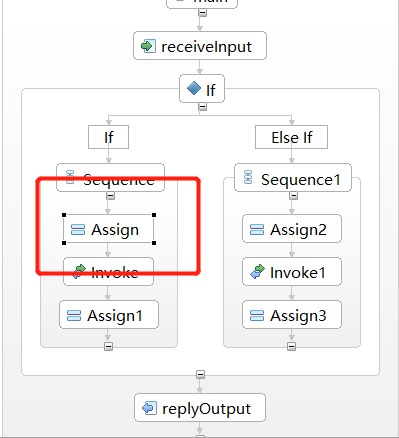 main
receiveInput
If
If
Else If
Sequence
Sequence1
Assign
Assign2
Invoke
Invoke1
Assign1
Assign3
replyOutput